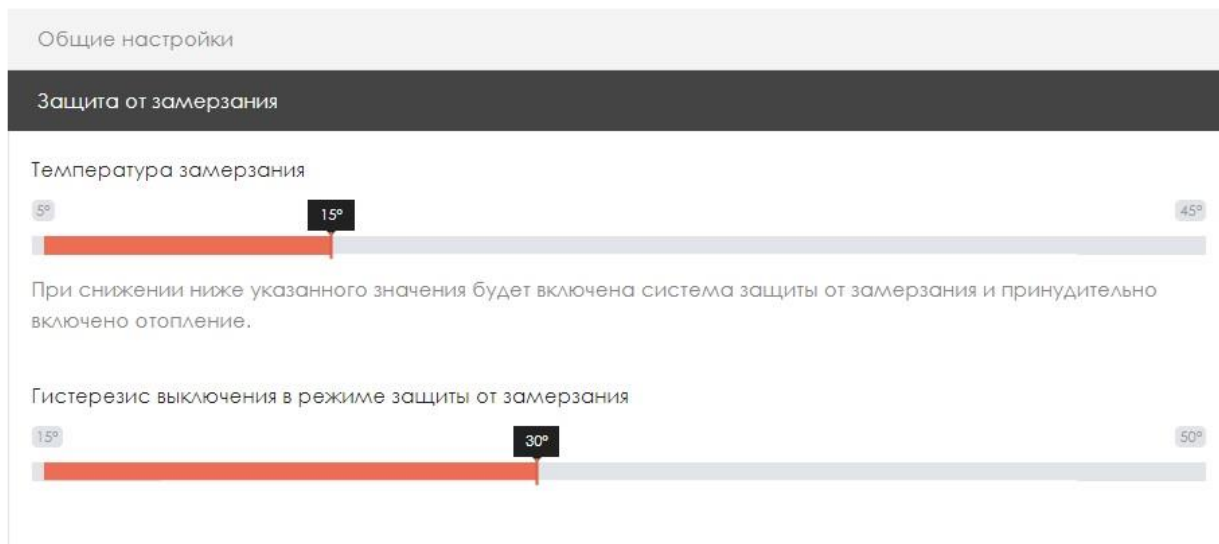 Общие настройки
Защита от замерзания
Температура замерзания
5° 15° 45°
При снижении ниже указанного значения будет включена система защиты от замерзания и принудительно
включено отопление.
Гистерезис выключения в режиме защиты от замерзания
15° 30° 50°